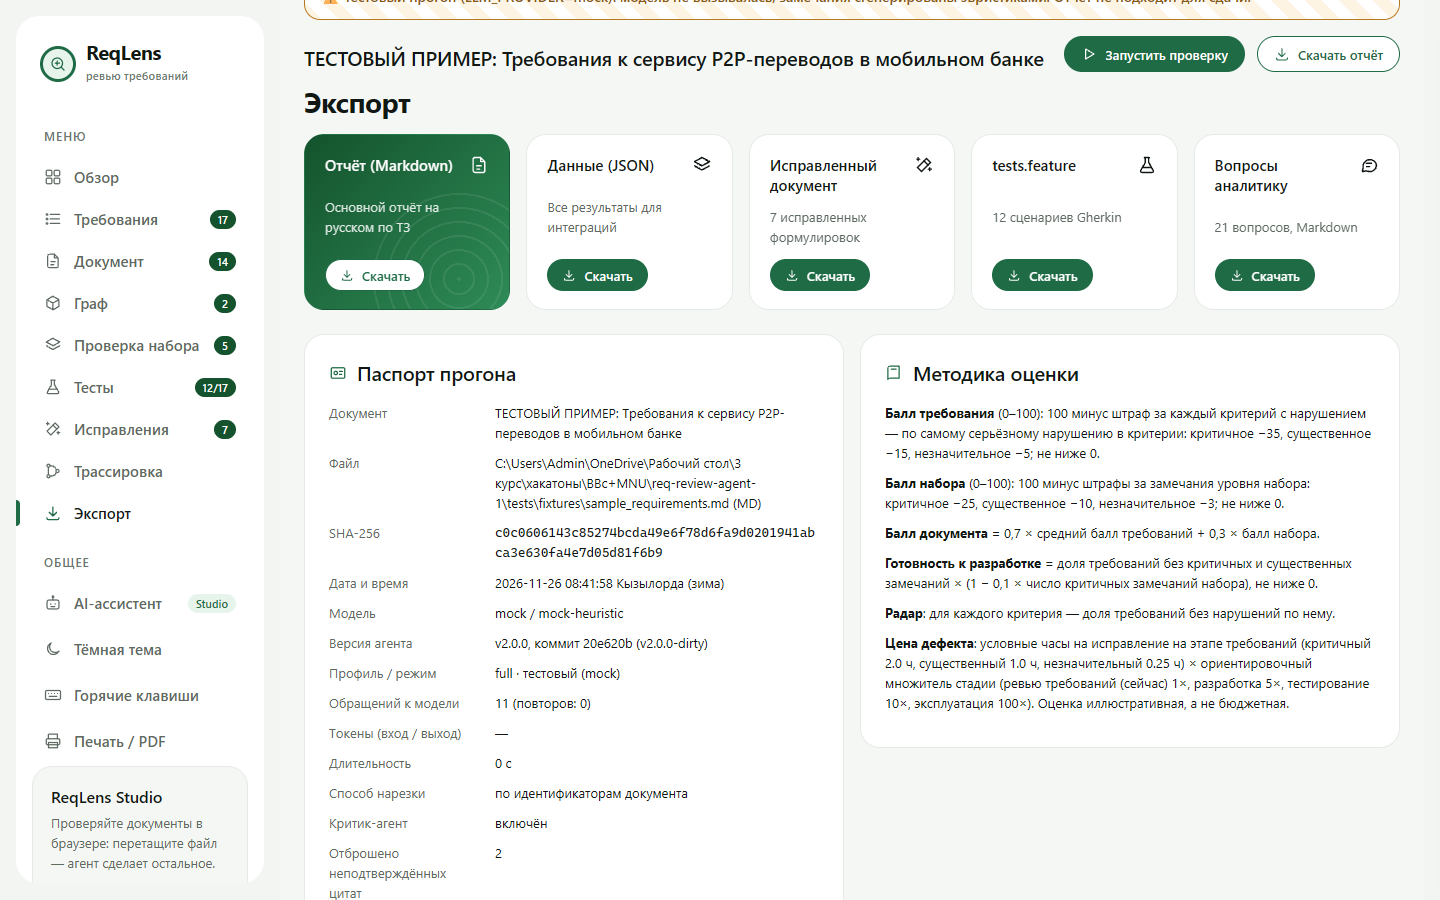 ReqLens
ревью требований
МЕНЮ
Обзор
Требования 17
Документ 14
Граф 2
Проверка набора 5
Тесты 12/17
Исправления 7
Трассировка
Экспорт
ОБЩЕЕ
AI-ассистент Studio
Тёмная тема
Горячие клавиши
Печать / PDF
ReqLens Studio
Проверяйте документы в
браузере: перетащите файл
— агент сделает остальное.
ТЕСТОВЫЙ ПРИМЕР: Требования к сервису P2P-переводов в мобильном банке
Запустить проверку
Скачать отчёт
Экспорт
Отчёт (Markdown)
Основной отчёт на
русском по ТЗ
Скачать
Данные (JSON)
Все результаты для
интеграций
Скачать
Исправленный
документ
7 исправленных
формулировок
Скачать
tests.feature
12 сценариев Gherkin
Скачать
Вопросы
аналитику
21 вопросов, Markdown
Скачать
Паспорт прогона
Документ ТЕСТОВЫЙ ПРИМЕР: Требования к сервису P2P-
переводов в мобильном банке
Файл C:\Users\Admin\OneDrive\Рабочий стол\3
курс\хакатоны\BBc+MNU\req-review-agent-
1\tests\fixtures\sample_requirements.md (MD)
SHA-256 c0c0606143c85274bcda49e6f78d6fa9d0201941ab
ca3e630fa4e7d05d81f6b9
Дата и время 2026-11-26 08:41:58 Кызылорда (зима)
Модель mock / mock-heuristic
Версия агента v2.0.0, коммит 20e620b (v2.0.0-dirty)
Профиль / режим full · тестовый (mock)
Обращений к модели 11 (повторов: 0)
Токены (вход / выход) —
Длительность 0 с
Способ нарезки по идентификаторам документа
Критик-агент включён
Отброшено 2
неподтверждённых
цитат
Методика оценки
Балл требования (0–100): 100 минус штраф за каждый критерий с нарушением
— по самому серьёзному нарушению в критерии: критичное −35, существенное
−15, незначительное −5; не ниже 0.
Балл набора (0–100): 100 минус штрафы за замечания уровня набора:
критичное −25, существенное −10, незначительное −3; не ниже 0.
Балл документа = 0,7 × средний балл требований + 0,3 × балл набора.
Готовность к разработке = доля требований без критичных и существенных
замечаний × (1 − 0,1 × число критичных замечаний набора), не ниже 0.
Радар: для каждого критерия — доля требований без нарушений по нему.
Цена дефекта: условные часы на исправление на этапе требований (критичный
2.0 ч, существенный 1.0 ч, незначительный 0.25 ч) × ориентировочный
множитель стадии (ревью требований (сейчас) 1×, разработка 5×, тестирование
10×, эксплуатация 100×). Оценка иллюстративная, а не бюджетная.